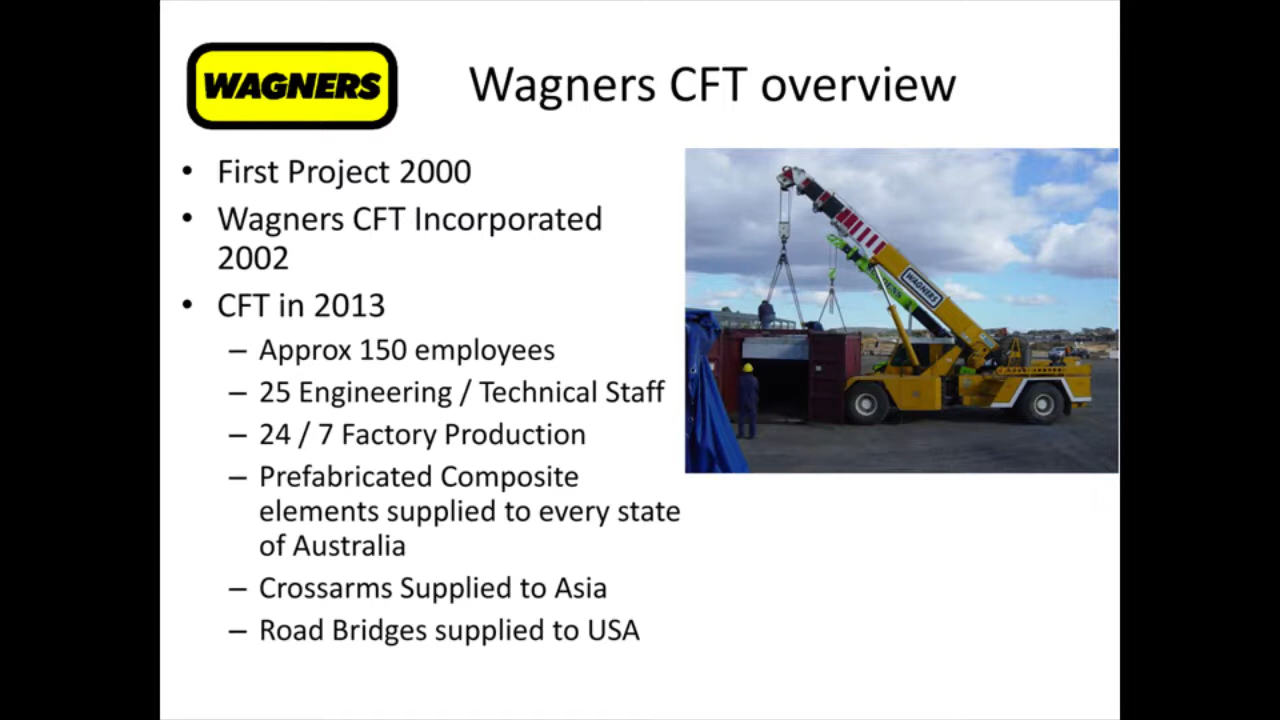 WAGNERS
Wagners CFT overview
• First Project 2000
• Wagners CFT Incorporated
2002
• CFT in 2013
– Approx 150 employees
– 25 Engineering / Technical Staff
– 24 / 7 Factory Production
– Prefabricated Composite
elements supplied to every state
of Australia
– Crossarms Supplied to Asia
– Road Bridges supplied to USA
WAGNERS